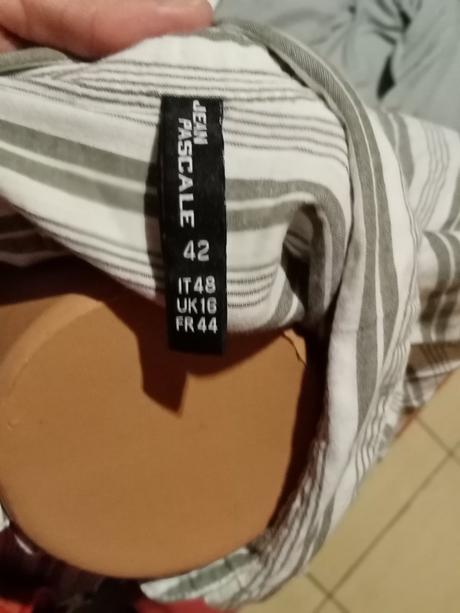 JEAN
PASCALE
42
IT48
UK16
FR44